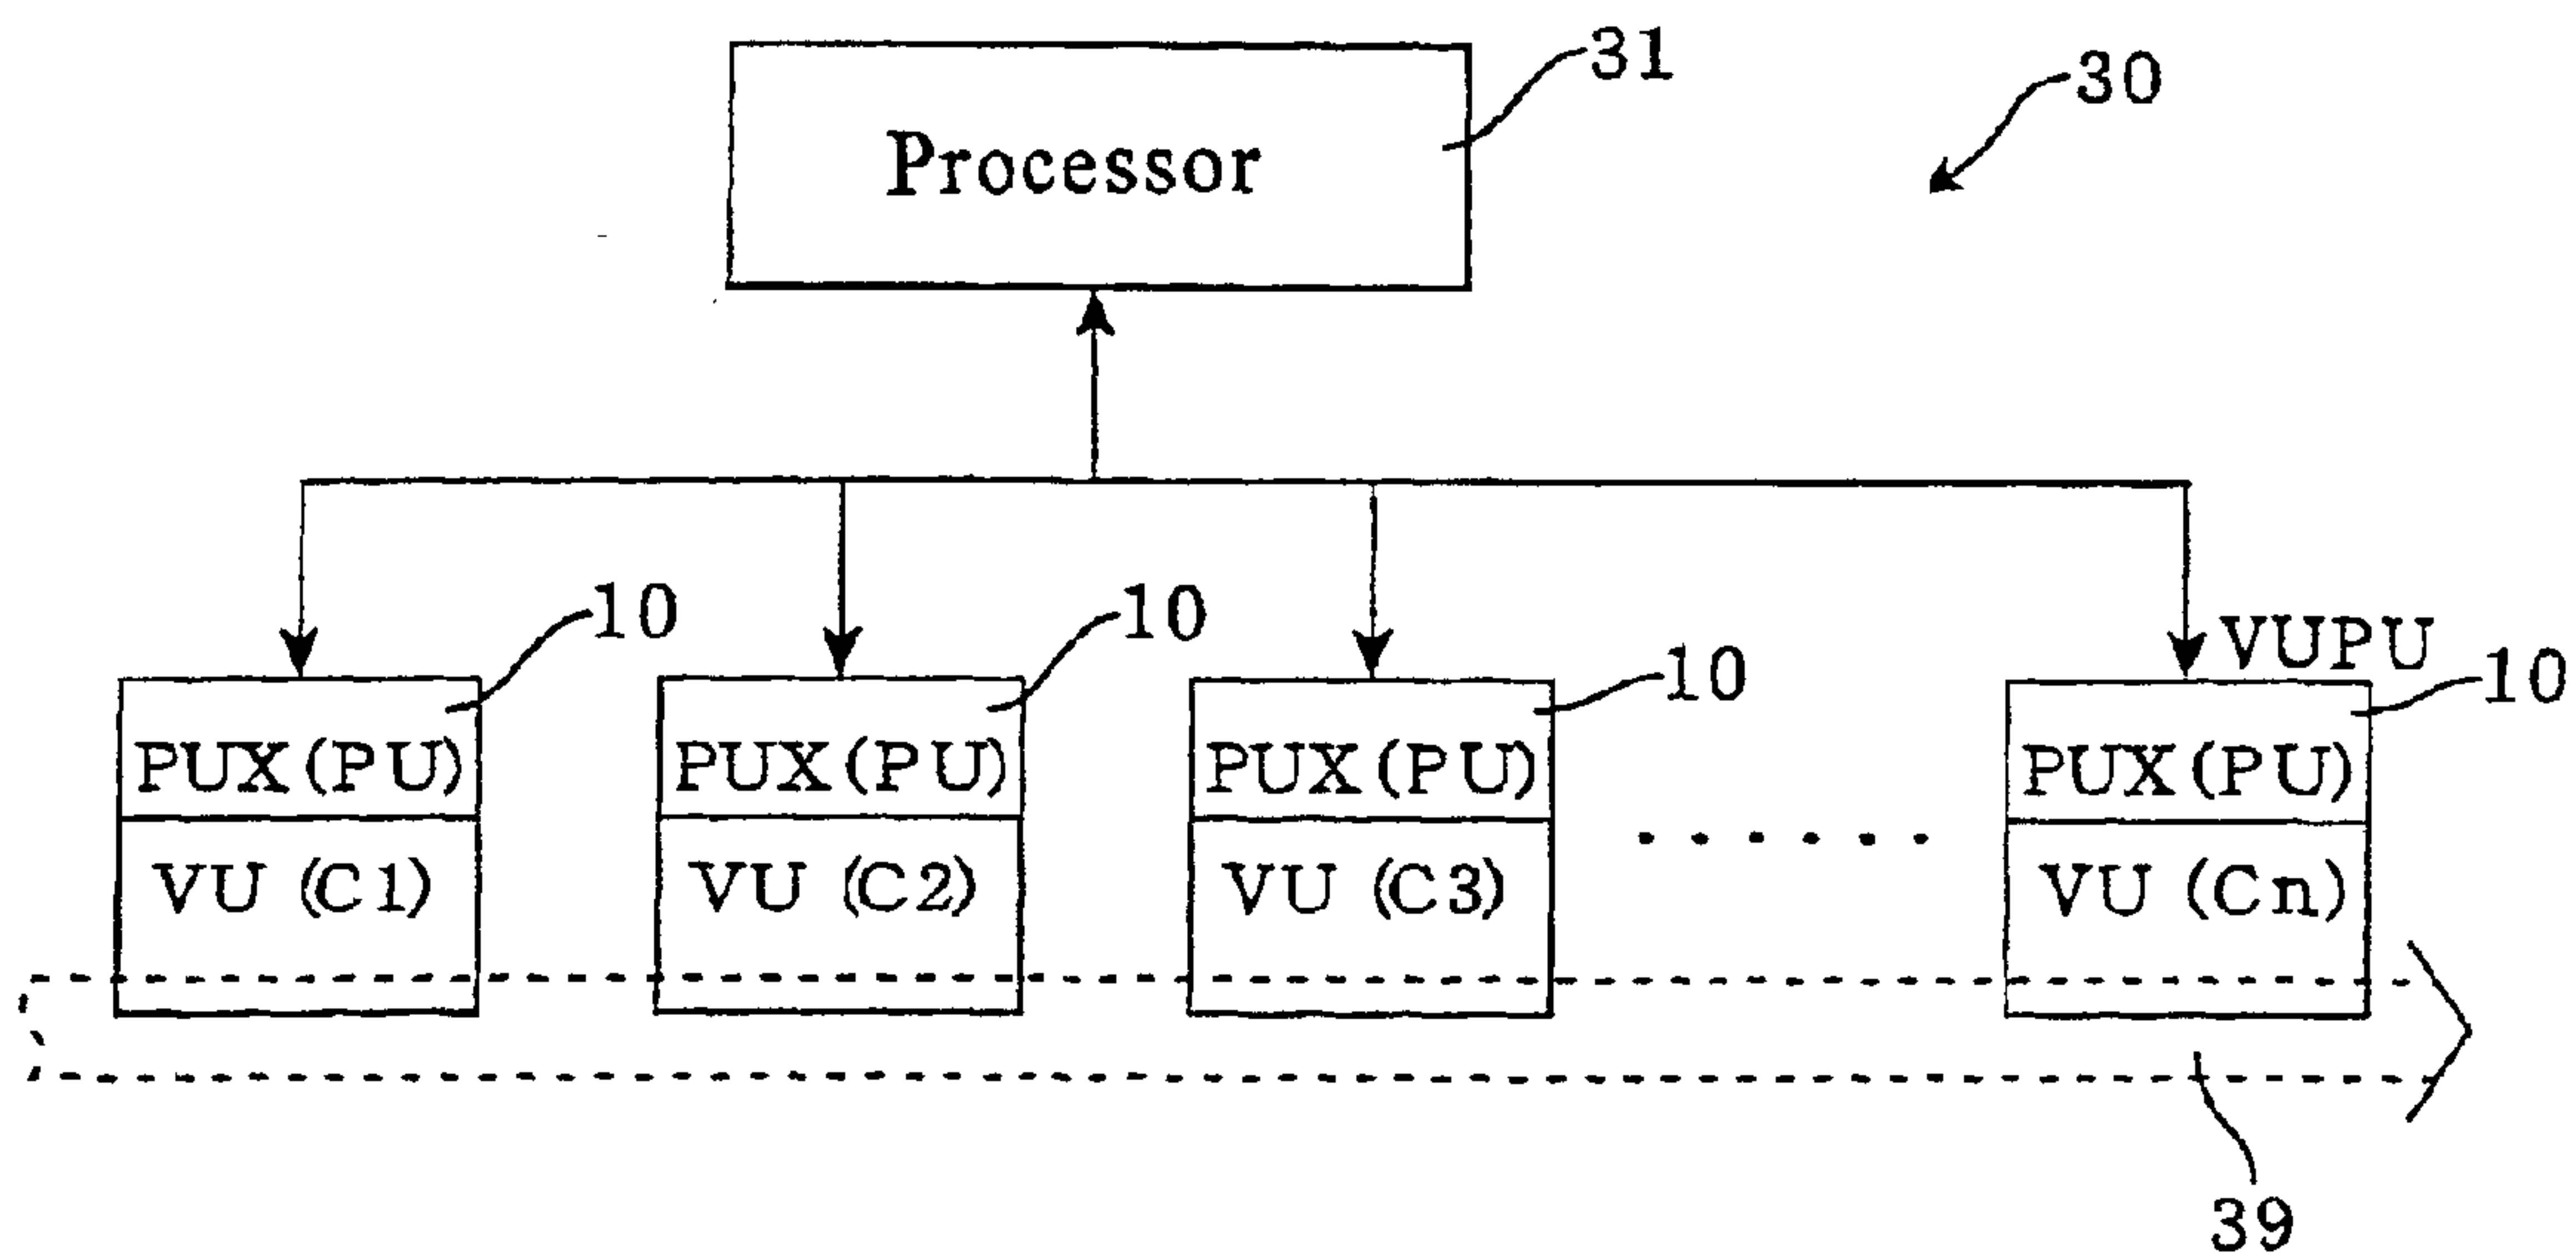 31
30
Processor
10
10
10
VUPU
10
PUX(PU)
PUX(PU)
PUX(PU)
PUX(PU)
VU (C1)
VU (C2)
VU (C3)
······
VU (Cn)
39